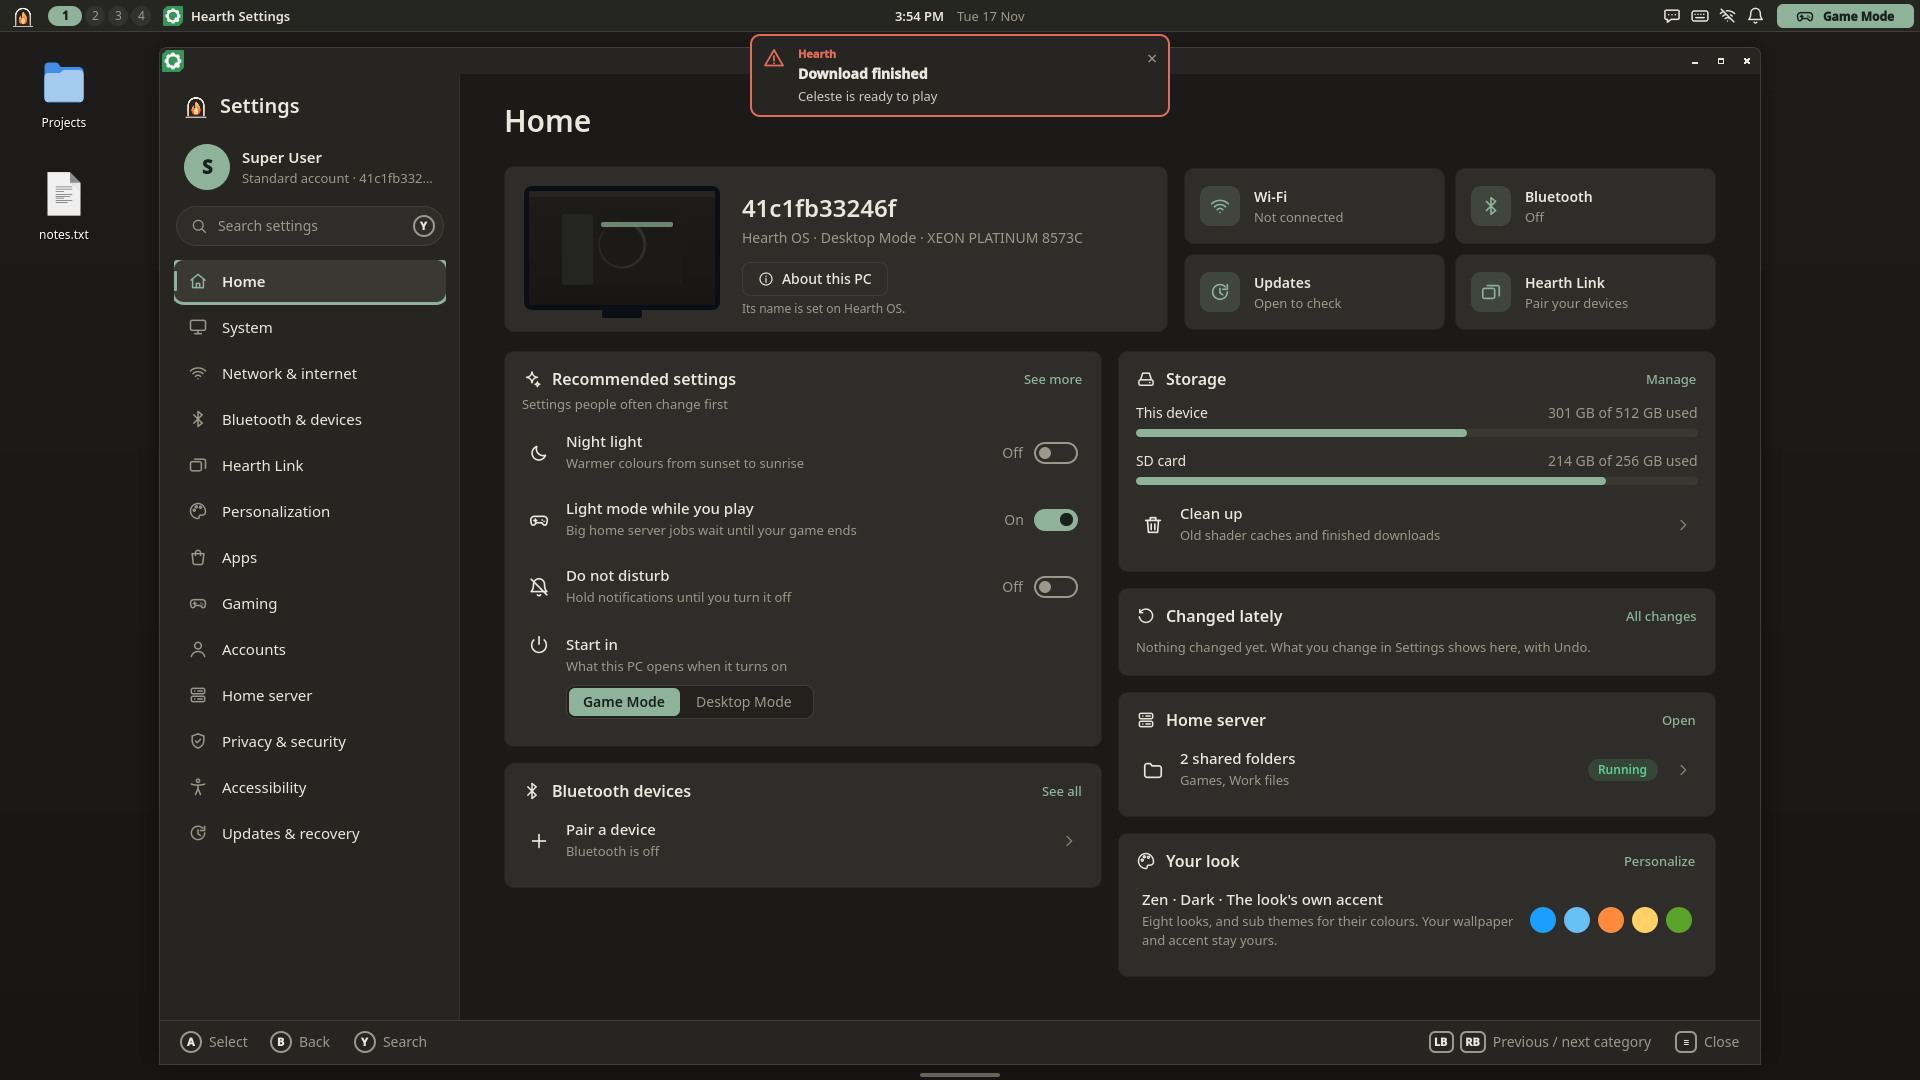 1 2 3 4 Hearth Settings
3:54 PM Tue 17 Nov
Game Mode
Projects
notes.txt
Hearth
Download finished
Celeste is ready to play
Settings
Super User
Standard account · 41c1fb332...
Search settings Y
Home
System
Network & internet
Bluetooth & devices
Hearth Link
Personalization
Apps
Gaming
Accounts
Home server
Privacy & security
Accessibility
Updates & recovery
Home
41c1fb33246f
Hearth OS · Desktop Mode · XEON PLATINUM 8573C
About this PC
Its name is set on Hearth OS.
Wi-Fi
Not connected
Bluetooth
Off
Updates
Open to check
Hearth Link
Pair your devices
Recommended settings See more
Settings people often change first
Night light
Warmer colours from sunset to sunrise
Off
Light mode while you play
Big home server jobs wait until your game ends
On
Do not disturb
Hold notifications until you turn it off
Off
Start in
What this PC opens when it turns on
Game Mode Desktop Mode
Bluetooth devices See all
Pair a device
Bluetooth is off
Storage Manage
This device 301 GB of 512 GB used
SD card 214 GB of 256 GB used
Clean up
Old shader caches and finished downloads
Changed lately All changes
Nothing changed yet. What you change in Settings shows here, with Undo.
Home server Open
2 shared folders
Games, Work files
Running
Your look Personalize
Zen · Dark · The look's own accent
Eight looks, and sub themes for their colours. Your wallpaper
and accent stay yours.
A Select B Back Y Search
LB RB Previous / next category Close
S